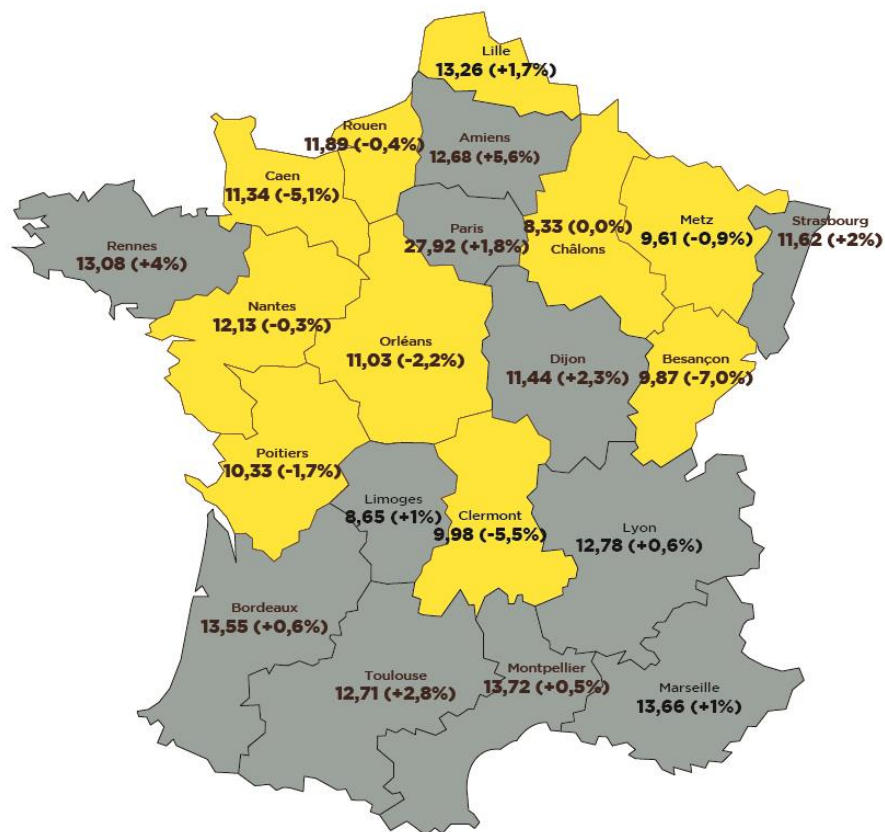 Lille
13,26 (+1,7%)
Rouen
11,89 (-0,4%)
Amiens
12,68 (+5,6%)
Caen
11,34 (-5,1%)
Paris
27,92 (+1,8%)
8,33 (0,0%)
Châlons
Metz
9,61 (-0,9%)
Strasbourg
11,62 (+2%)
Rennes
13,08 (+4%)
Nantes
12,13 (-0,3%)
Orléans
11,03 (-2,2%)
Dijon
11,44 (+2,3%)
Besançon
9,87 (-7,0%)
Poitiers
10,33 (-1,7%)
Limoges
8,65 (+1%)
Clermont
9,98 (-5,5%)
Lyon
12,78 (+0,6%)
Bordeaux
13,55 (+0,6%)
Toulouse
12,71 (+2,8%)
Montpellier
13,72 (+0,5%)
Marseille
13,66 (+1%)